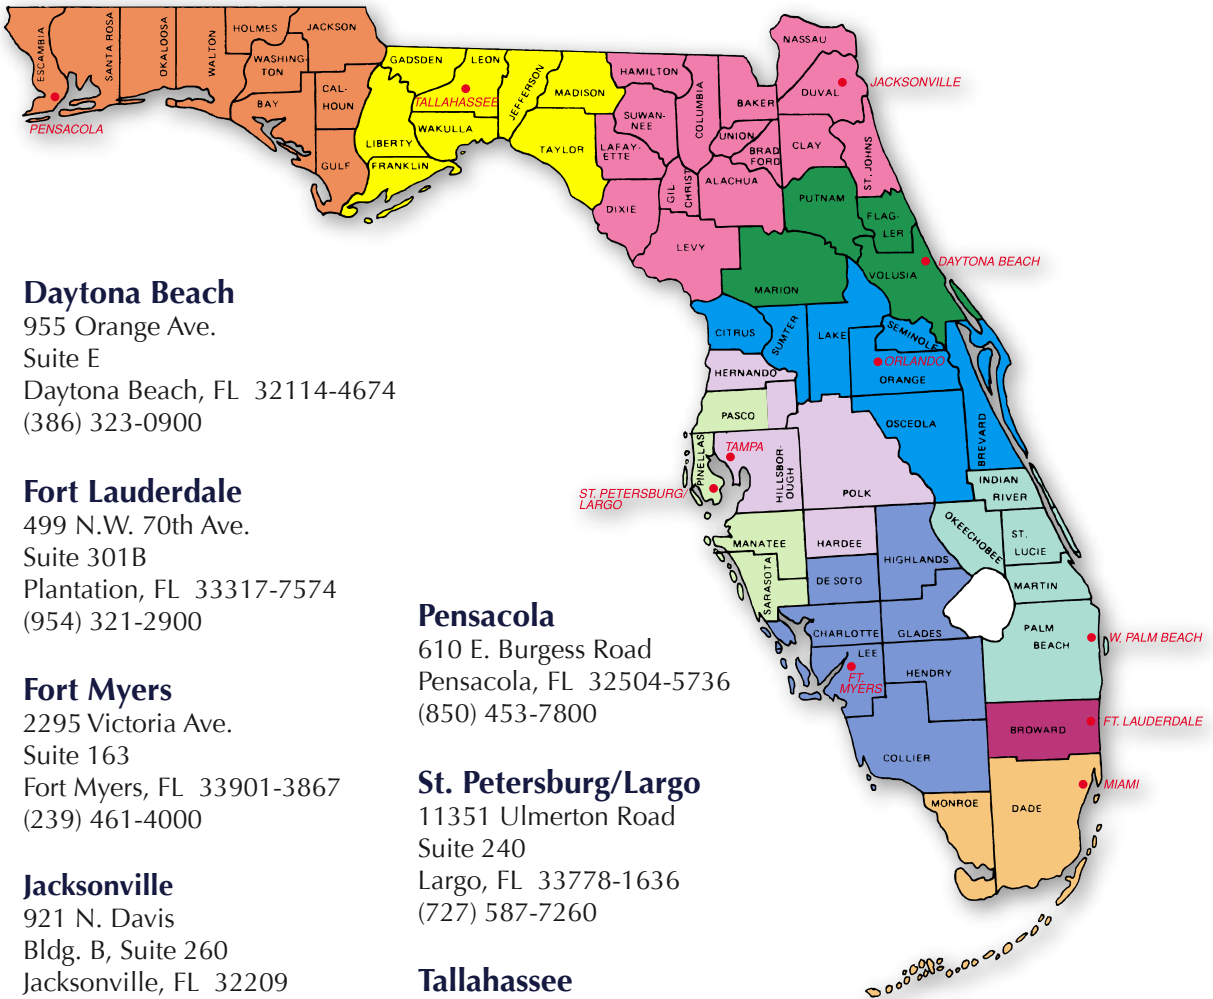 ESCAMBIA
SANTA ROSA
OKALOOSA
WALTON
HOLMES
JACKSON
WASHING-
TON
BAY
CAL-
HOUN
GULF
PENSACOLA
GADSDEN
LEON
TALLAHASSEE
JEFFERSON
MADISON
LIBERTY
WAKULLA
FRANKLIN
TAYLOR
HAMILTON
SUWAN-
NEE
COLUMBIA
LAFAY-
ETTE
DIXIE
GIL
CHRIST
LEVY
NASSAU
DUVAL
JACKSONVILLE
BAKER
UNION
BRAD
FORD
CLAY
ST. JOHNS
ALACHUA
PUTNAM
FLAG-
LER
DAYTONA BEACH
VOLUSIA
MARION
CITRUS
SUMTER
LAKE
SEMINOLE
ORLANDO
ORANGE
HERNANDO
PASCO
OSCEOLA
BREVARD
TAMPA
PINELLAS
HILLSBOR-
OUGH
ST. PETERSBURG/
LARGO
POLK
INDIAN
RIVER
MANATEE
HARDEE
HIGHLANDS
OKEECHOBEE
ST.
LUCIE
SARASOTA
DE SOTO
MARTIN
CHARLOTTE
GLADES
PALM
BEACH
W. PALM BEACH
LEE
FT.
MYERS
HENDRY
BROWARD
FT. LAUDERDALE
COLLIER
MONROE
DADE
MIAMI
Daytona Beach
955 Orange Ave.
Suite E
Daytona Beach, FL  32114-4674
(386) 323-0900
Fort Lauderdale
499 N.W. 70th Ave.
Suite 301B
Plantation, FL  33317-7574
(954) 321-2900
Fort Myers
2295 Victoria Ave.
Suite 163
Fort Myers, FL  33901-3867
(239) 461-4000
Jacksonville
921 N. Davis
Bldg. B, Suite 260
Jacksonville, FL  32209
Pensacola
610 E. Burgess Road
Pensacola, FL  32504-5736
(850) 453-7800
St. Petersburg/Largo
11351 Ulmerton Road
Suite 240
Largo, FL  33778-1636
(727) 587-7260
Tallahassee